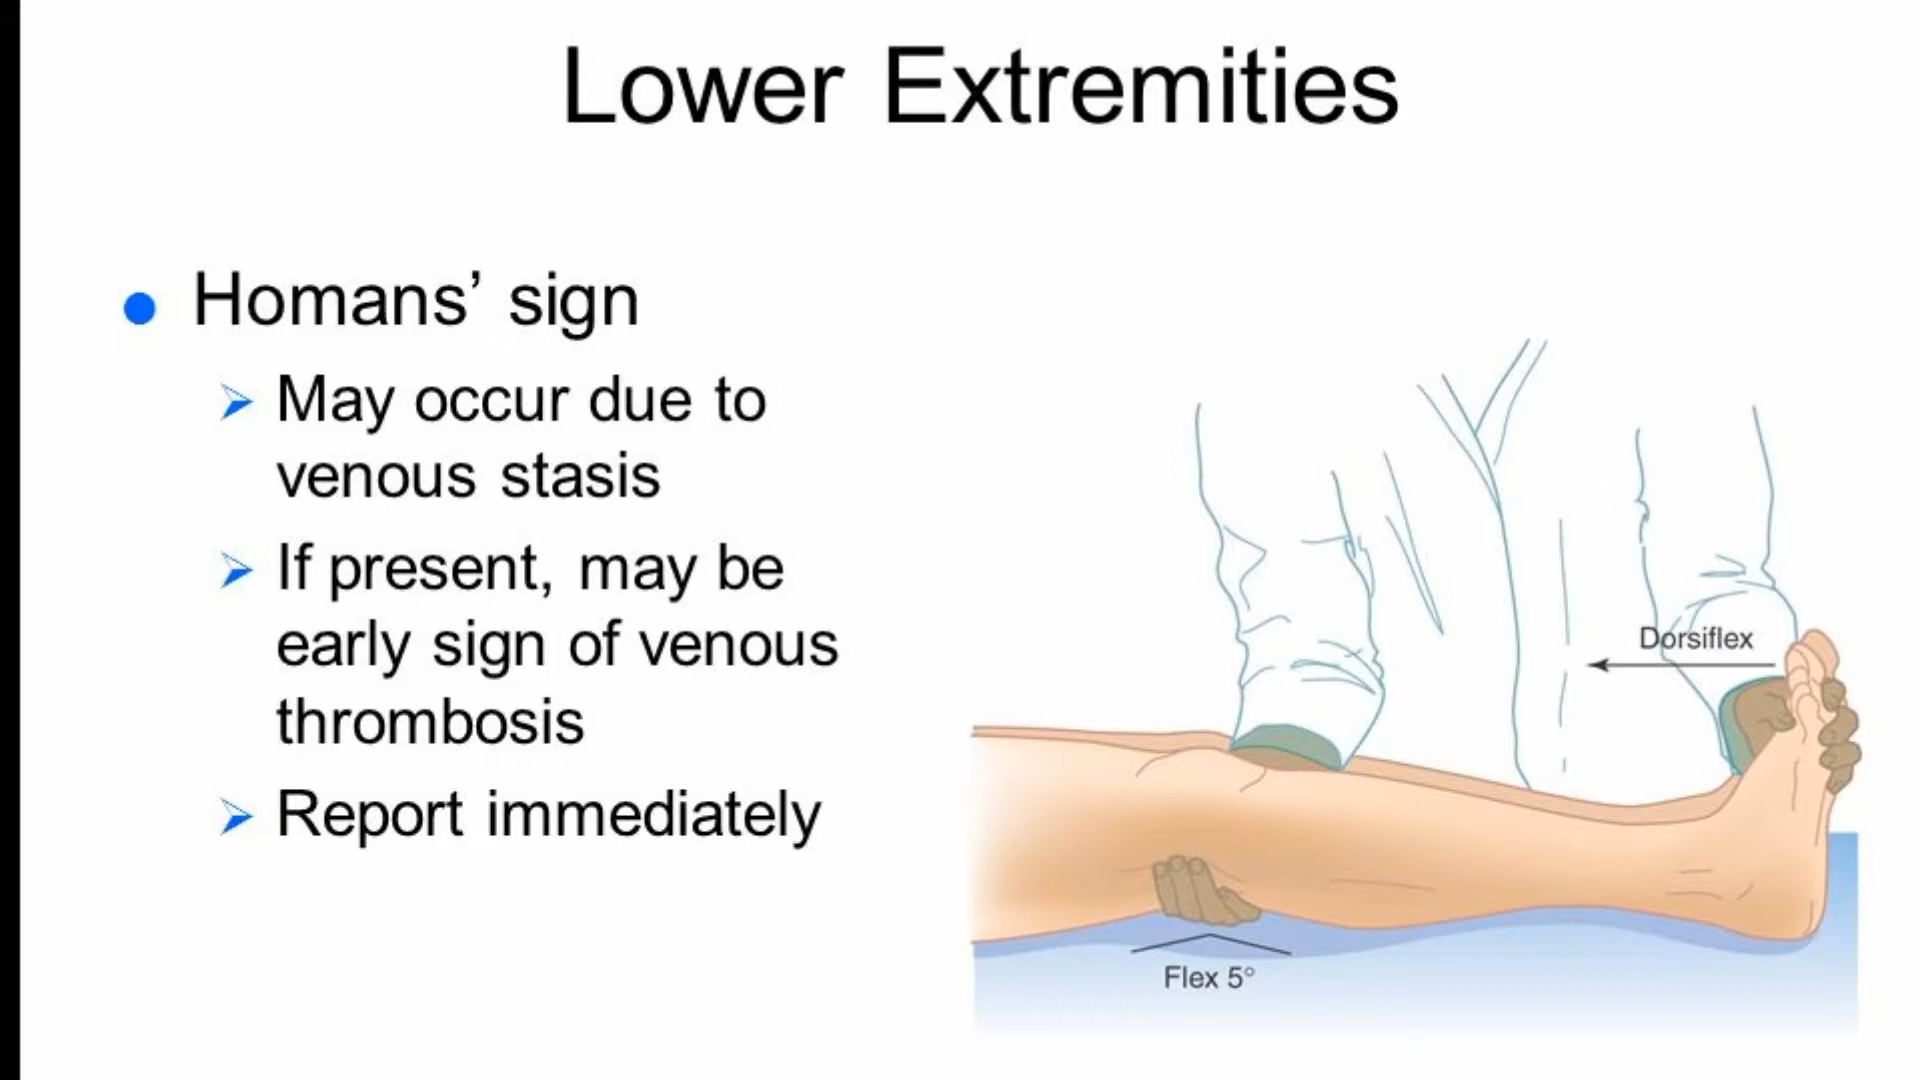 Lower Extremities
Homans’ sign
May occur due to
venous stasis
If present, may be
early sign of venous
thrombosis
Report immediately
Dorsiflex
Flex 5°